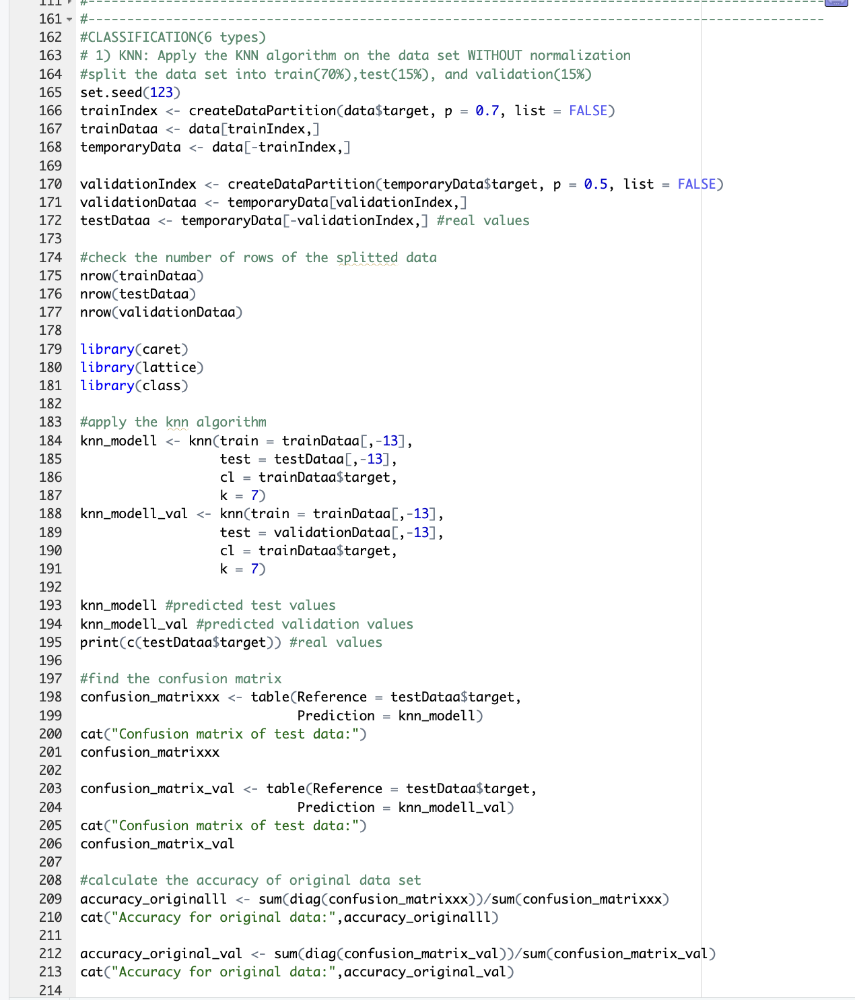 111 #-----------------------------------------------------------------------------------------------
161 #-----------------------------------------------------------------------------------------------
162 #CLASSIFICATION(6 types)
163 # 1) KNN: Apply the KNN algorithm on the data set WITHOUT normalization
164 #split the data set into train(70%),test(15%), and validation(15%)
165 set.seed(123)
166 trainIndex <- createDataPartition(data$target, p = 0.7, list = FALSE)
167 trainDataa <- data[trainIndex,]
168 temporaryData <- data[-trainIndex,]
169
170 validationIndex <- createDataPartition(temporaryData$target, p = 0.5, list = FALSE)
171 validationDataa <- temporaryData[validationIndex,]
172 testDataa <- temporaryData[-validationIndex,] #real values
173
174 #check the number of rows of the splitted data
175 nrow(trainDataa)
176 nrow(testDataa)
177 nrow(validationDataa)
178
179 library(caret)
180 library(lattice)
181 library(class)
182
183 #apply the knn algorithm
184 knn_modell <- knn(train = trainDataa[,-13],
185                   test = testDataa[,-13],
186                   cl = trainDataa$target,
187                   k = 7)
188 knn_modell_val <- knn(train = trainDataa[,-13],
189                   test = validationDataa[,-13],
190                   cl = trainDataa$target,
191                   k = 7)
192
193 knn_modell #predicted test values
194 knn_modell_val #predicted validation values
195 print(c(testDataa$target)) #real values
196
197 #find the confusion matrix
198 confusion_matrixxx <- table(Reference = testDataa$target,
199                             Prediction = knn_modell)
200 cat("Confusion matrix of test data:")
201 confusion_matrixxx
202
203 confusion_matrix_val <- table(Reference = testDataa$target,
204                             Prediction = knn_modell_val)
205 cat("Confusion matrix of test data:")
206 confusion_matrix_val
207
208 #calculate the accuracy of original data set
209 accuracy_originalll <- sum(diag(confusion_matrixxx))/sum(confusion_matrixxx)
210 cat("Accuracy for original data:",accuracy_originalll)
211
212 accuracy_original_val <- sum(diag(confusion_matrix_val))/sum(confusion_matrix_val)
213 cat("Accuracy for original data:",accuracy_original_val)
214